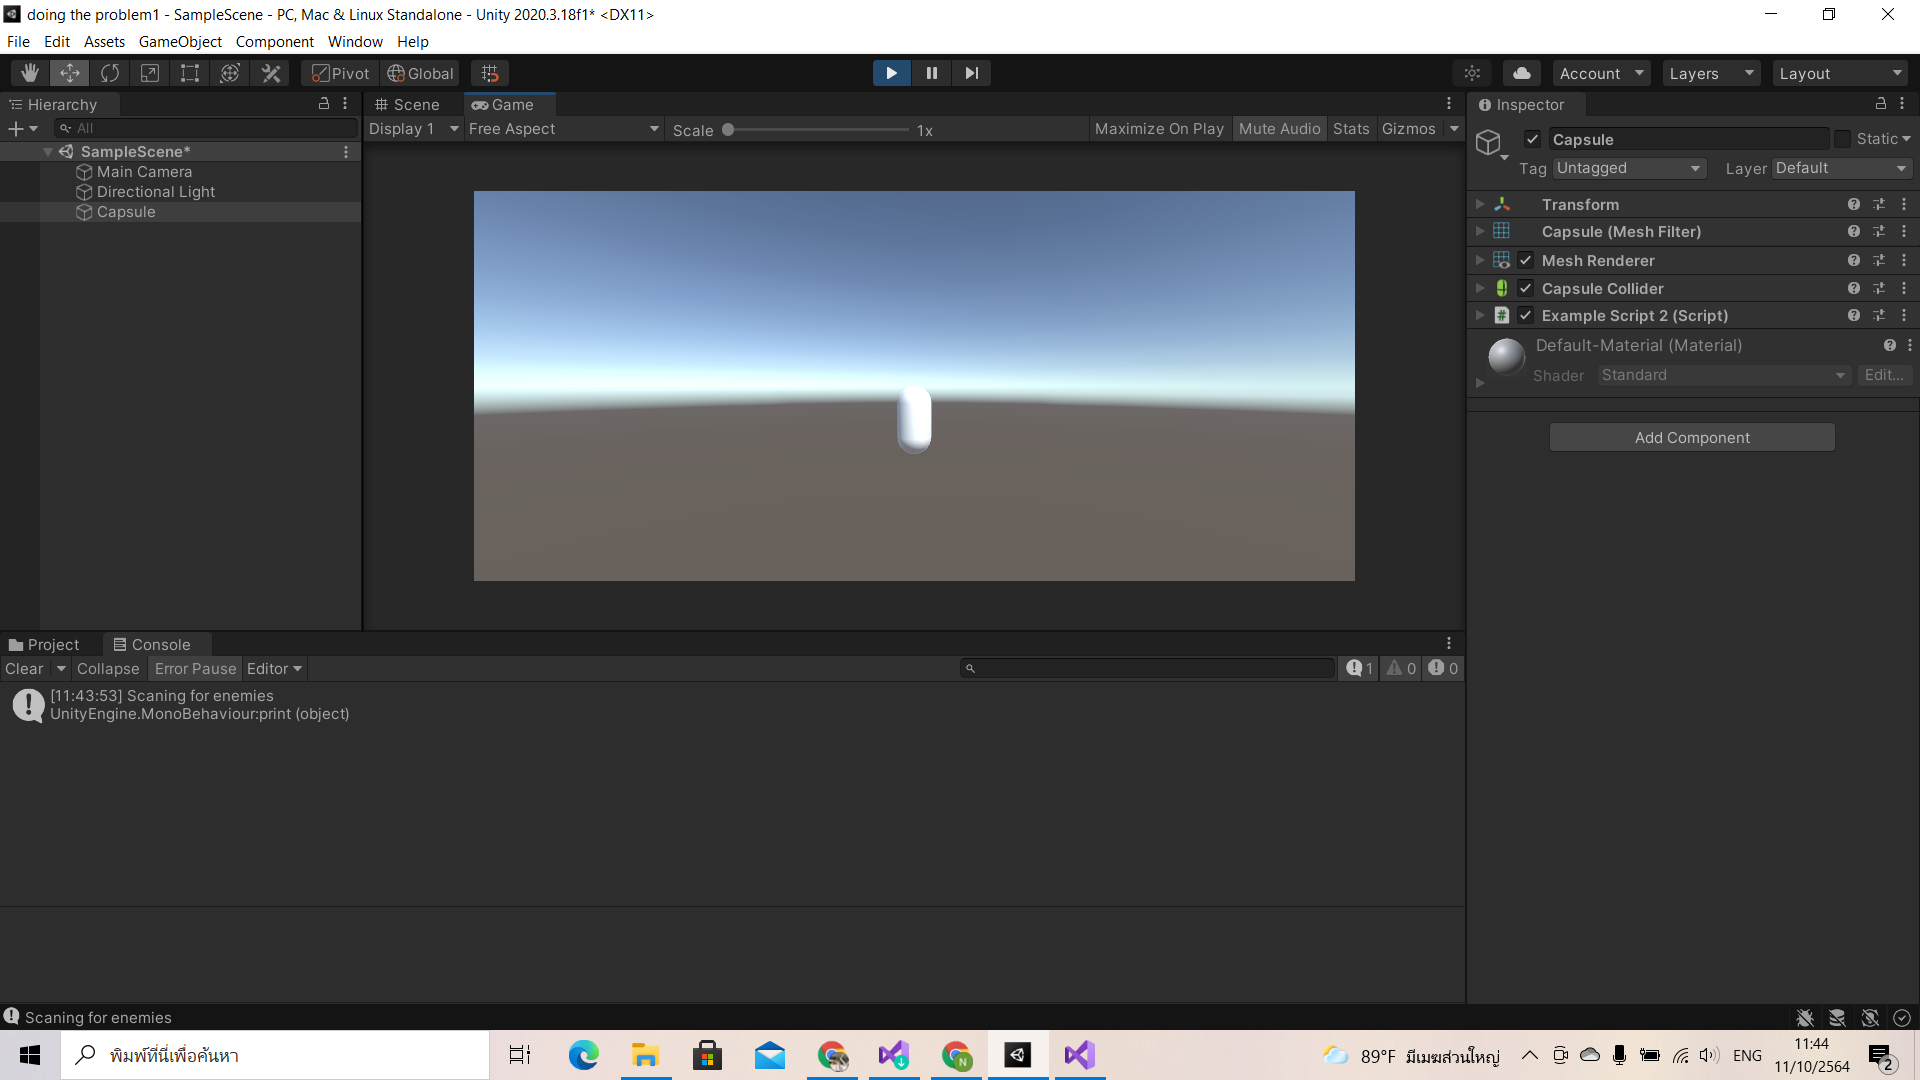 doing the problem1 - SampleScene - PC, Mac & Linux Standalone - Unity 2020.3.18f1* <DX11>
File Edit Assets GameObject Component Window Help
Pivot Global Account Layers Layout
Hierarchy
All
SampleScene*
Main Camera
Directional Light
Capsule
Scene Game
Display 1 Free Aspect Scale 1x Maximize On Play Mute Audio Stats Gizmos
Inspector
Capsule Static
Tag Untagged Layer Default
Transform
Capsule (Mesh Filter)
Mesh Renderer
Capsule Collider
# Example Script 2 (Script)
Default-Material (Material)
Shader Standard Edit...
Add Component
Project Console
Clear Collapse Error Pause Editor 1 0 0
[11:43:53] Scaning for enemies
UnityEngine.MonoBehaviour:print (object)
Scaning for enemies
พิมพ์ที่นี่เพื่อค้นหา
N
89°F มีเมฆส่วนใหญ่
ENG
11:44
11/10/2564
2